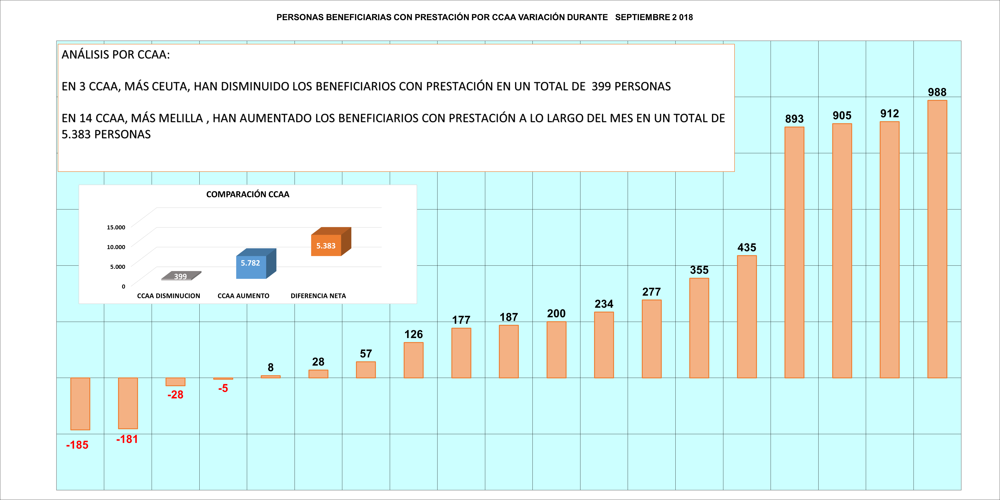 PERSONAS BENEFICIARIAS CON PRESTACIÓN POR CCAA VARIACIÓN DURANTE   SEPTIEMBRE 2 018
ANÁLISIS POR CCAA:
EN 3 CCAA, MÁS CEUTA, HAN DISMINUIDO LOS BENEFICIARIOS CON PRESTACIÓN EN UN TOTAL DE  399 PERSONAS
EN 14 CCAA, MÁS MELILLA , HAN AUMENTADO LOS BENEFICIARIOS CON PRESTACIÓN A LO LARGO DEL MES EN UN TOTAL DE
5.383 PERSONAS
COMPARACIÓN CCAA
15.000
10.000
5.000
0
399
5.782
5.383
CCAA DISMINUCION
CCAA AUMENTO
DIFERENCIA NETA
-185
-181
-28
-5
8
28
57
126
177
187
200
234
277
355
435
893
905
912
988